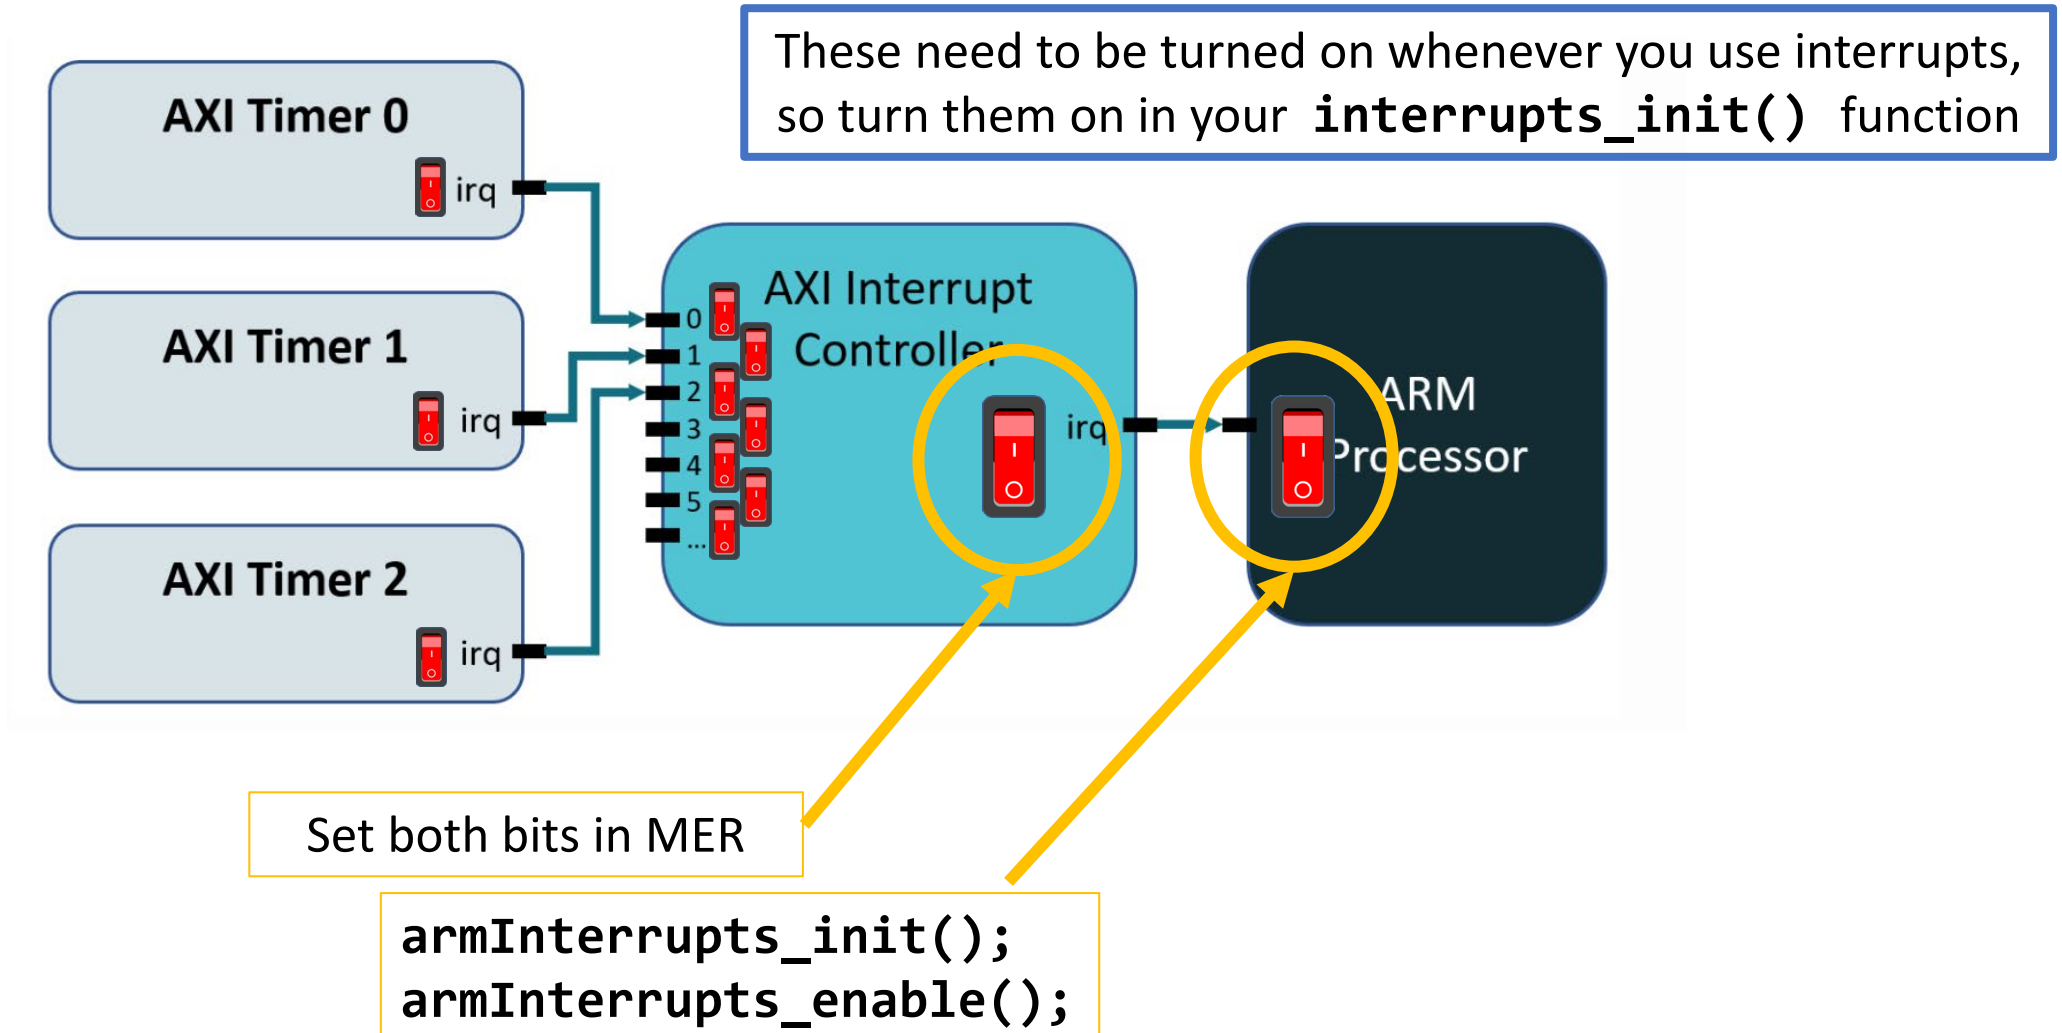 These need to be turned on whenever you use interrupts,
so turn them on in your interrupts_init() function
AXI Timer 0
irq
AXI Timer 1
irq
AXI Timer 2
irq
AXI Interrupt
Controller
0
1
2
3
4
5
...
irq
ARM
Processor
Set both bits in MER
armInterrupts_init();
armInterrupts_enable();